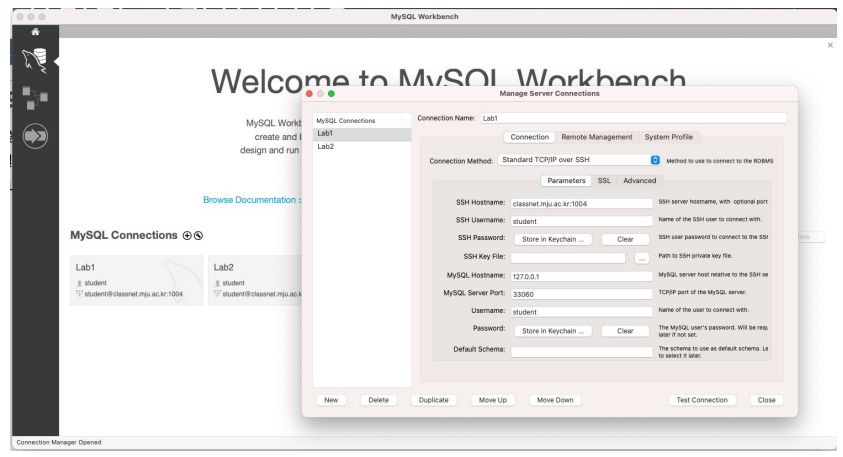 MySQL Workbench
Welcome to MySQL Workbench
MySQL Workb
create and b
design and run
Browse Documentation >
MySQL Connections
Lab1
student
student@classnet.mju.ac.kr:1004
Lab2
student
student@classnet.mju.ac.k
Manage Server Connections
MySQL Connections
Lab1
Lab2
Connection Name: Lab1
Connection Remote Management System Profile
Connection Method: Standard TCP/IP over SSH Method to use to connect to the RDBMS
Parameters SSL Advanced
SSH Hostname: classnet.mju.ac.kr:1004 SSH server hostname, with optional port
SSH Username: student Name of the SSH user to connect with.
SSH Password: Store in Keychain ... Clear SSH user password to connect to the SSH
SSH Key File: ... Path to SSH private key file.
MySQL Hostname: 127.0.0.1 MySQL server host relative to the SSH se
MySQL Server Port: 33060 TCP/IP port of the MySQL server.
Username: student Name of the user to connect with.
Password: Store in Keychain ... Clear The MySQL user's password. Will be requ
later if not set.
Default Schema: The schema to use as default schema. Le
to select it later.
New Delete Duplicate Move Up Move Down Test Connection Close
Connection Manager Opened